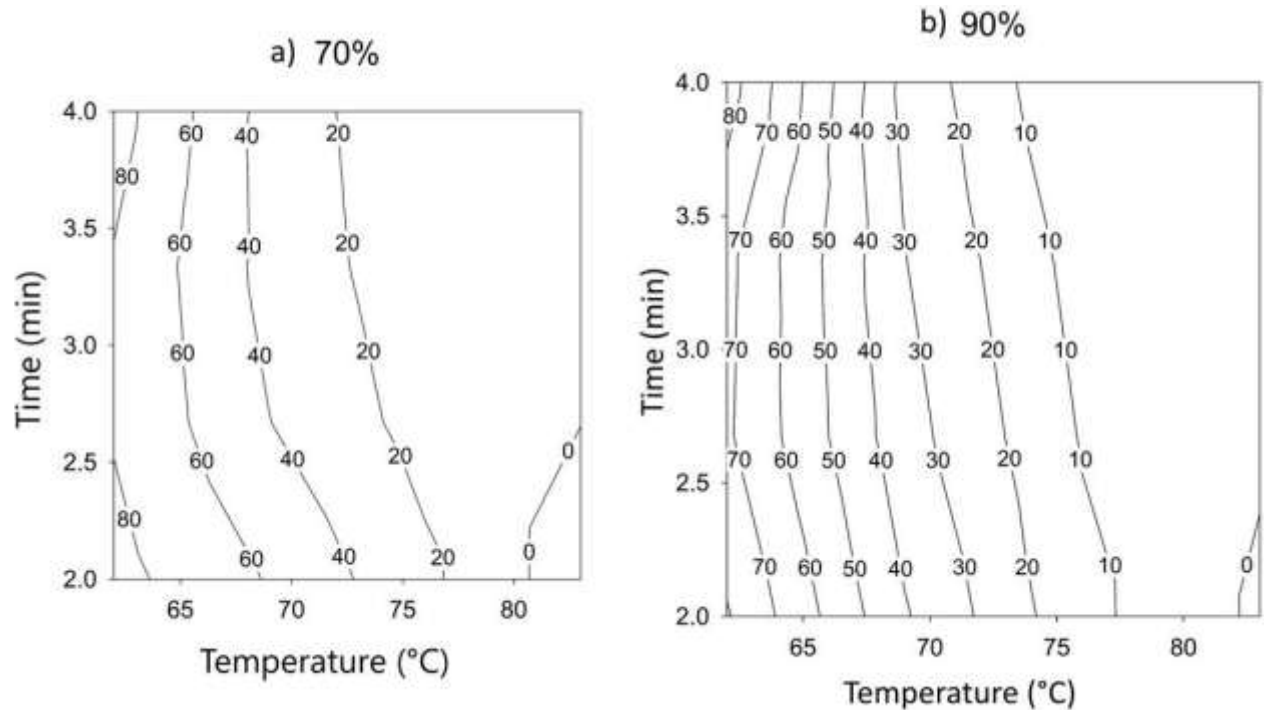 a) 70%
4.0
60 40 20
80
3.5
60 40 20
3.0
60 40 20
2.5
60 40 20 0
80
60 40 20 0
2.0
65 70 75 80
Time (min)
Temperature (°C)
b) 90%
4.0
80 70 60 50 40 30 20 10
3.5
70 60 50 40 30 20 10
3.0
70 60 50 40 30 20 10
70 60 50 40 30 20 10
2.5
70 60 50 40 30 20 10 0
2.0
65 70 75 80
Time (min)
Temperature (°C)